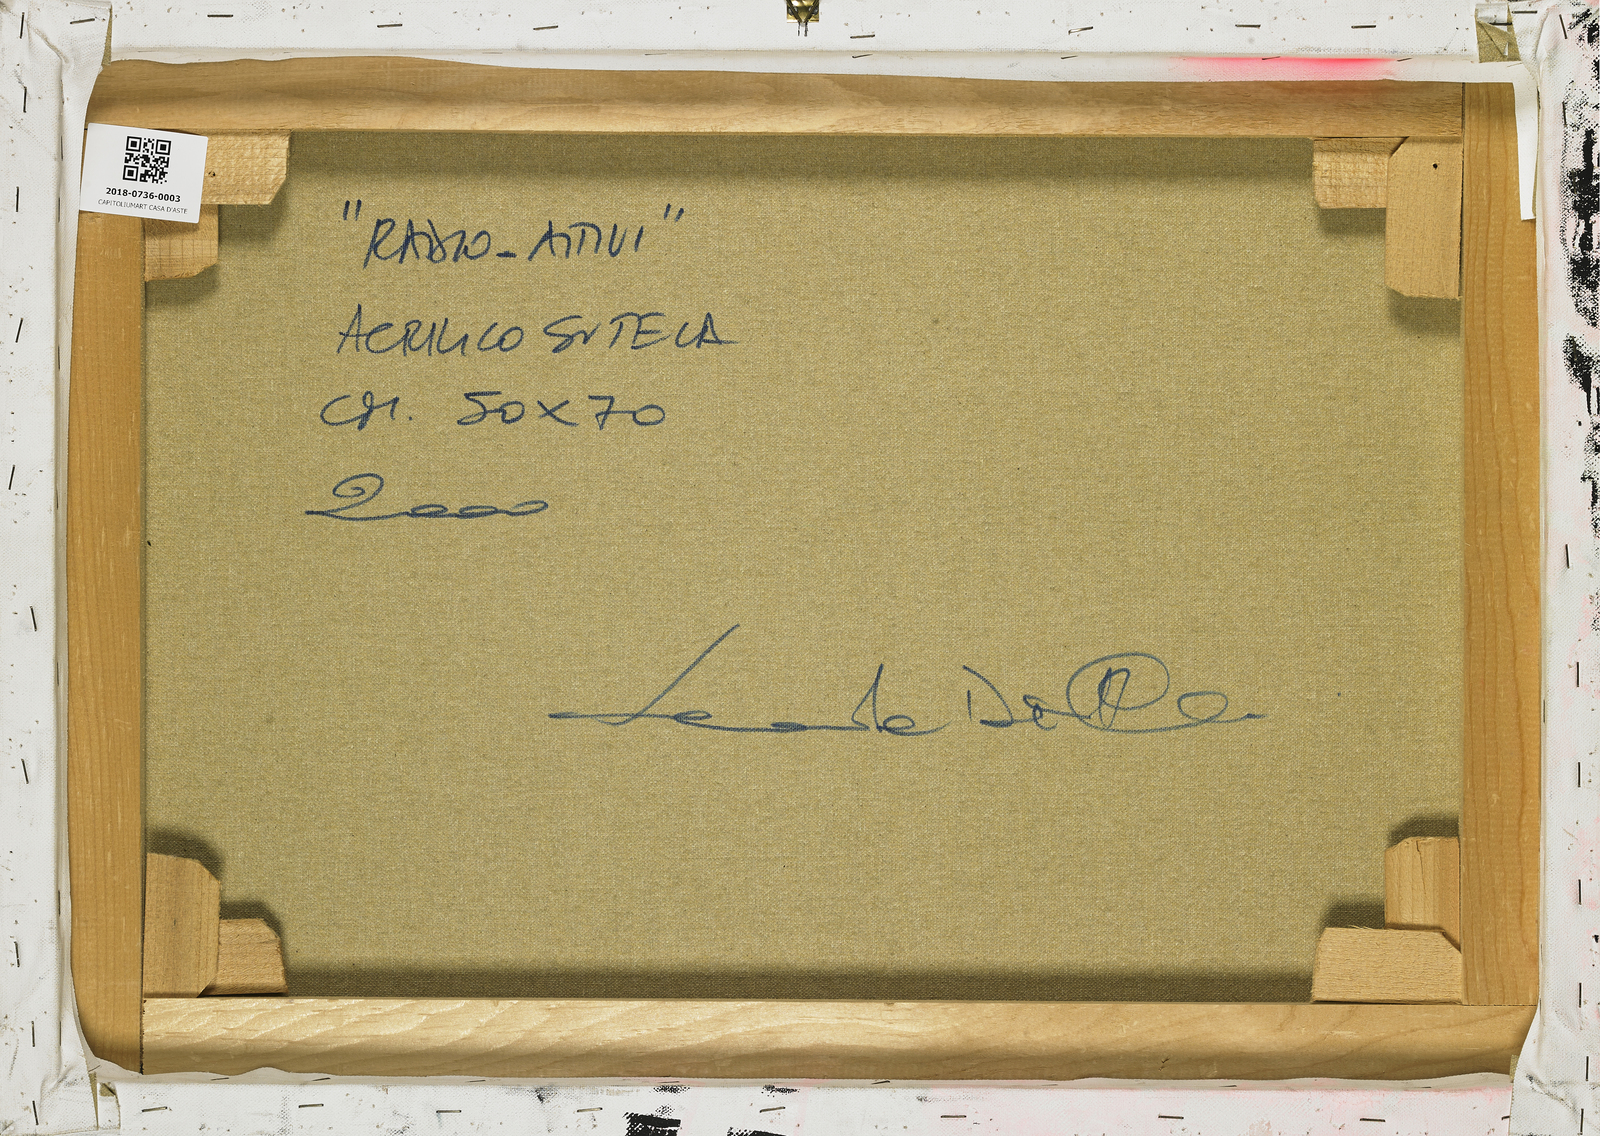 2018-0736-0003
CAPITOLIUMART CASA D'ASTE
"RADIO-ATTIVI"
ACRILICO SU TELA
CM. 50X70
2000